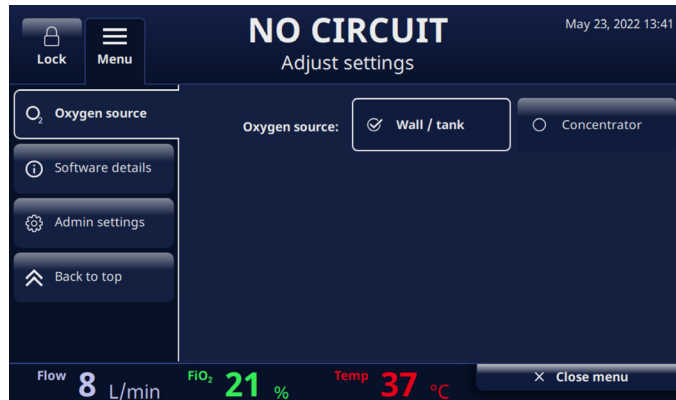 NO CIRCUIT
May 23, 2022 13:41
Lock
Menu
Adjust settings
O₂ Oxygen source
Oxygen source:
Wall / tank
Concentrator
Software details
Admin settings
Back to top
Flow 8 L/min
FiO₂ 21 %
Temp 37 °C
Close menu